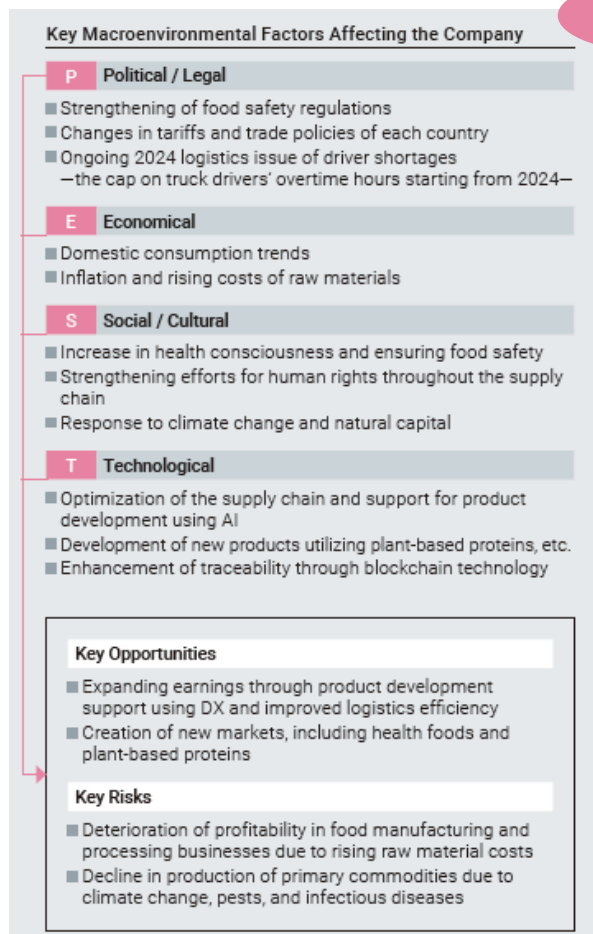 Key Macroenvironmental Factors Affecting the Company
P Political / Legal
■ Strengthening of food safety regulations
■ Changes in tariffs and trade policies of each country
■ Ongoing 2024 logistics issue of driver shortages
—the cap on truck drivers' overtime hours starting from 2024—
E Economical
■ Domestic consumption trends
■ Inflation and rising costs of raw materials
S Social / Cultural
■ Increase in health consciousness and ensuring food safety
■ Strengthening efforts for human rights throughout the supply
chain
■ Response to climate change and natural capital
T Technological
■ Optimization of the supply chain and support for product
development using AI
■ Development of new products utilizing plant-based proteins, etc.
■ Enhancement of traceability through blockchain technology
Key Opportunities
■ Expanding earnings through product development
support using DX and improved logistics efficiency
■ Creation of new markets, including health foods and
plant-based proteins
Key Risks
■ Deterioration of profitability in food manufacturing and
processing businesses due to rising raw material costs
■ Decline in production of primary commodities due to
climate change, pests, and infectious diseases